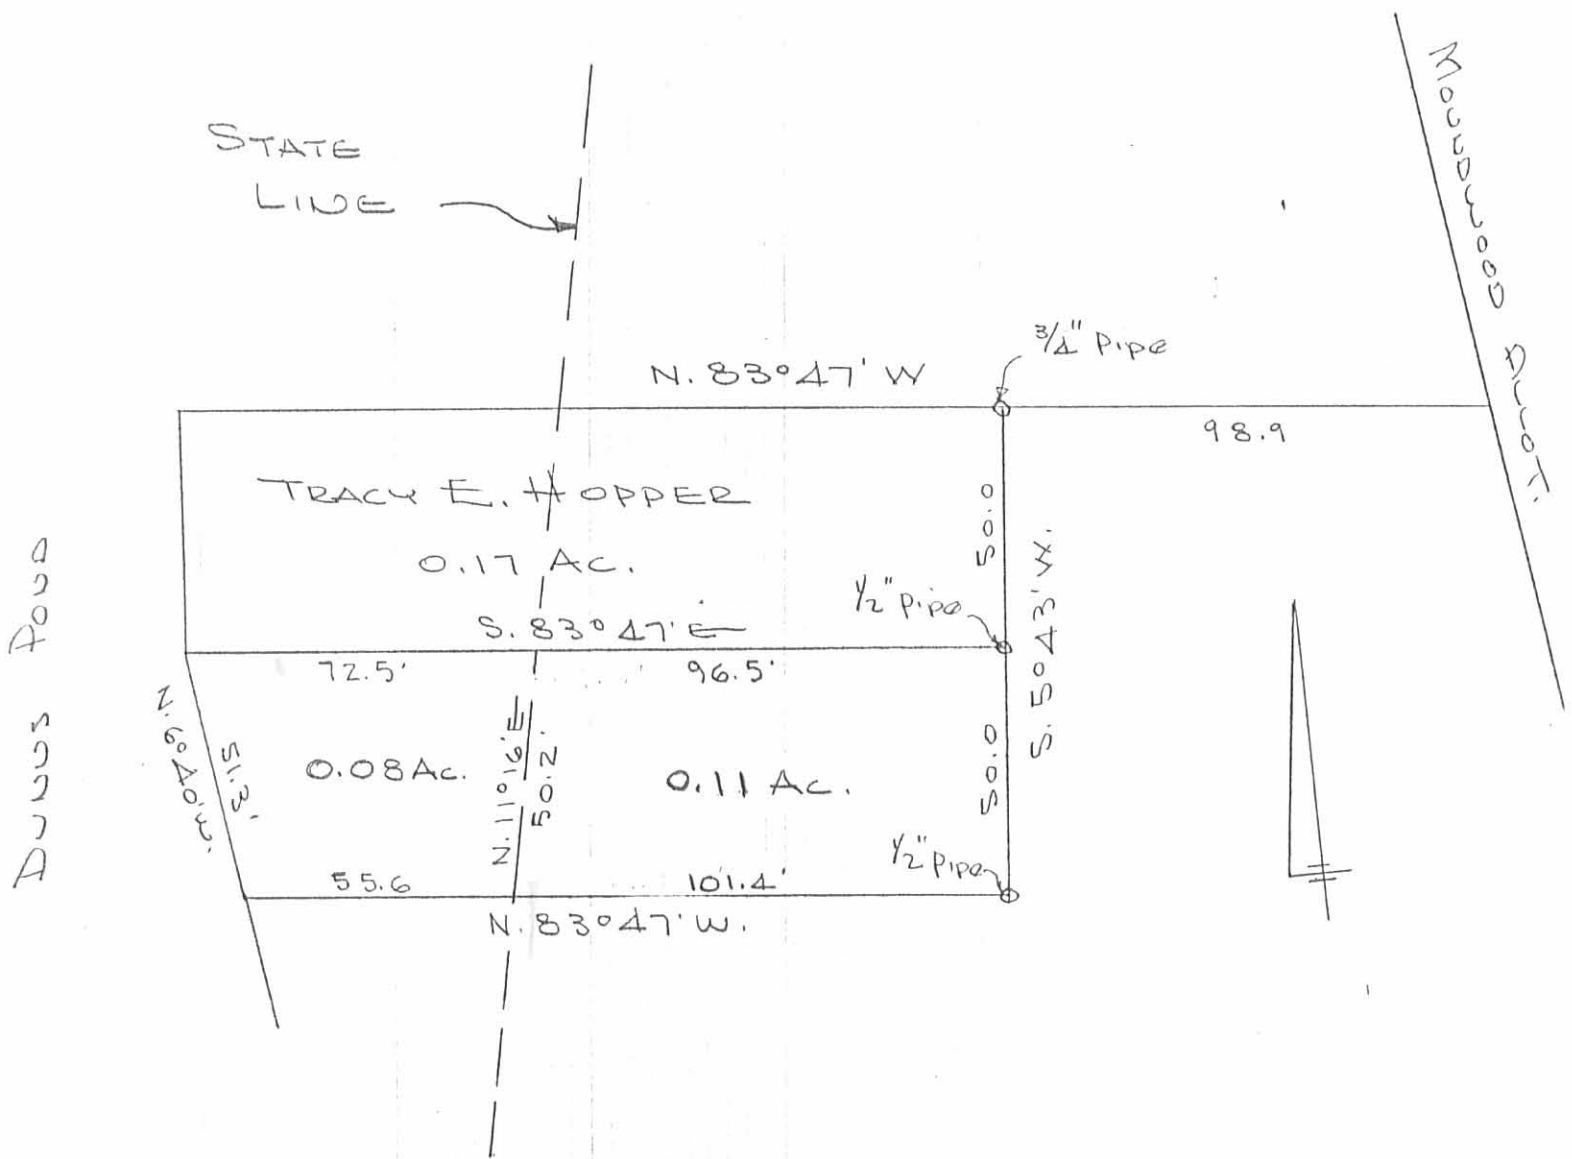 STATE
LINE
3/4" Pipe
N. 83°47' W
98.9
TRACY E. HOPPER
0.17 Ac.
50.0
1/2" Pipe
S. 5°43' W.
S. 83°47' E
72.5'
96.5'
N. 6°40' W.
51.3'
0.08 Ac.
N. 11°16' E
50.2'
0.11 Ac.
50.0
1/2" Pipe
55.6
101.4'
N. 83°47' W.